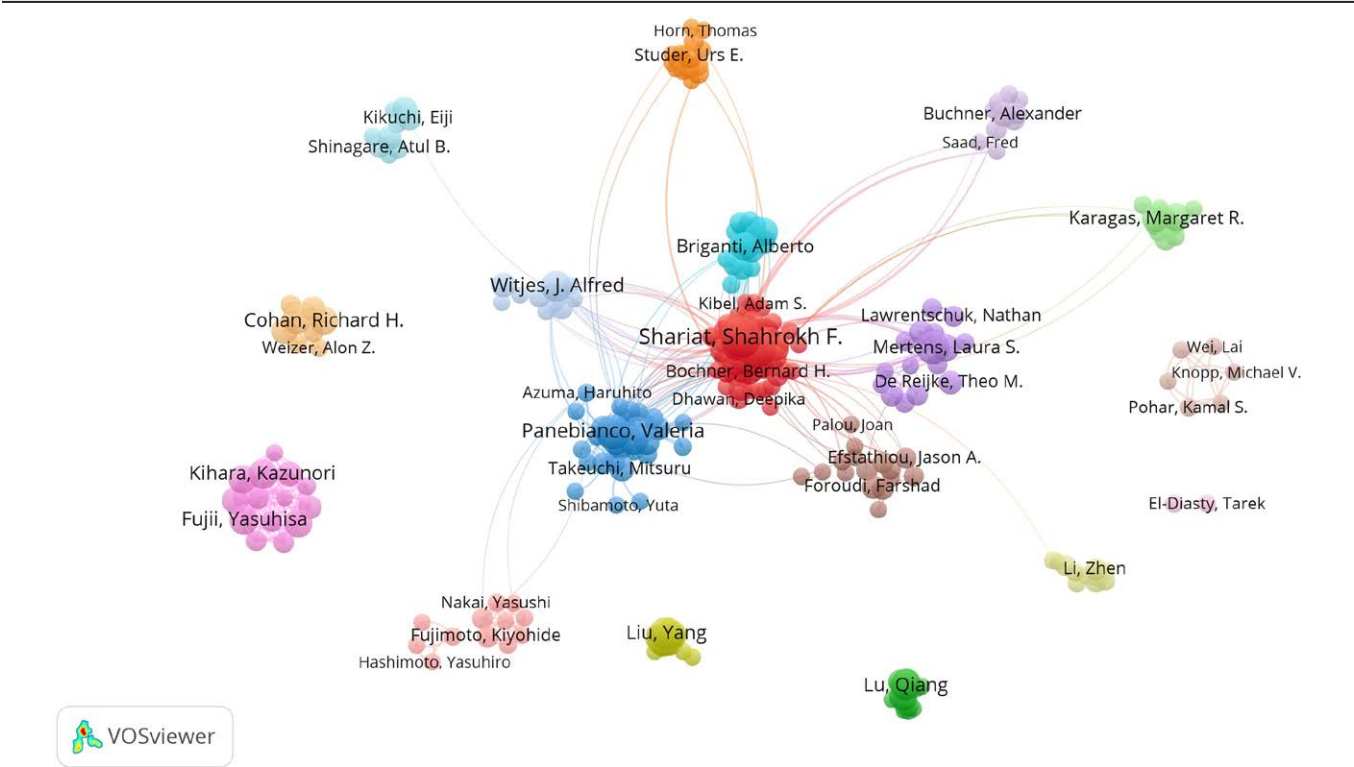 Horn, Thomas
Studer, Urs E.
Kikuchi, Eiji
Shinagare, Atul B.
Buchner, Alexander
Saad, Fred
Karagas, Margaret R.
Briganti, Alberto
Witjes, J. Alfred
Kibel, Adam S.
Cohan, Richard H.
Weizer, Alon Z.
Shariat, Shahrokh F.
Lawrentschuk, Nathan
Mertens, Laura S.
Wei, Lai
Bochner, Bernard H.
Knopp, Michael V.
De Reijke, Theo M.
Azuma, Haruhito
Dhawan, Deepika
Pohar, Kamal S.
Palou, Joan
Panebianco, Valeria
Efstathiou, Jason A.
Takeuchi, Mitsuru
Kihara, Kazunori
Foroudi, Farshad
Shibamoto, Yuta
El-Diasty, Tarek
Fujii, Yasuhisa
Li, Zhen
Nakai, Yasushi
Fujimoto, Kiyohide
Liu, Yang
Hashimoto, Yasuhiro
Lu, Qiang
VOSviewer